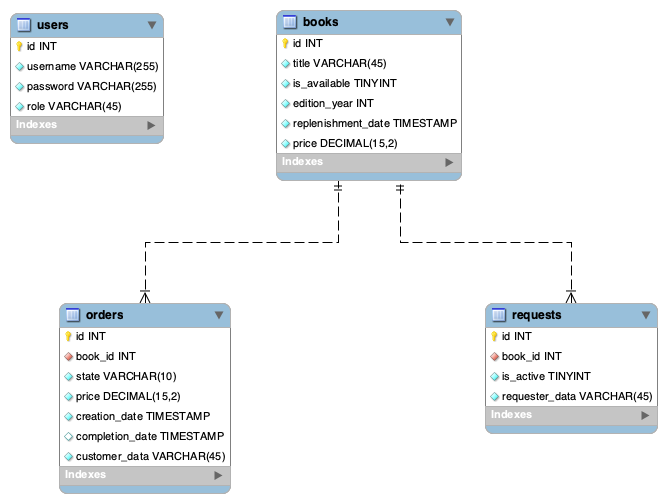 users
id INT
username VARCHAR(255)
password VARCHAR(255)
role VARCHAR(45)
Indexes
books
id INT
title VARCHAR(45)
is_available TINYINT
edition_year INT
replenishment_date TIMESTAMP
price DECIMAL(15,2)
Indexes
orders
id INT
book_id INT
state VARCHAR(10)
price DECIMAL(15,2)
creation_date TIMESTAMP
completion_date TIMESTAMP
customer_data VARCHAR(45)
Indexes
requests
id INT
book_id INT
is_active TINYINT
requester_data VARCHAR(45)
Indexes